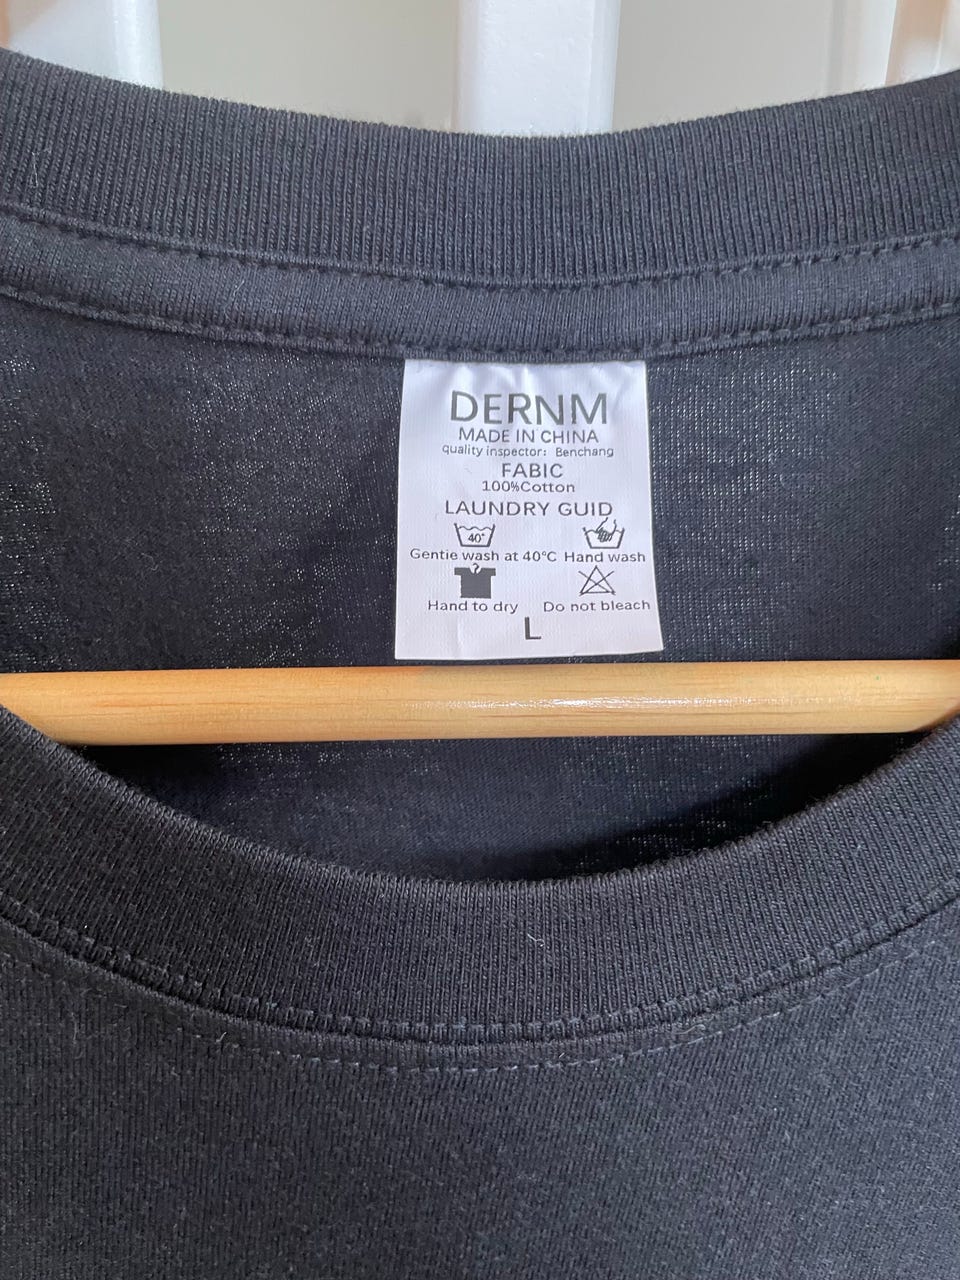 DERNM
MADE IN CHINA
quality inspector: Benchang
FABIC
100%Cotton
LAUNDRY GUID
40°
Gentie wash at 40°C Hand wash
Hand to dry Do not bleach
L